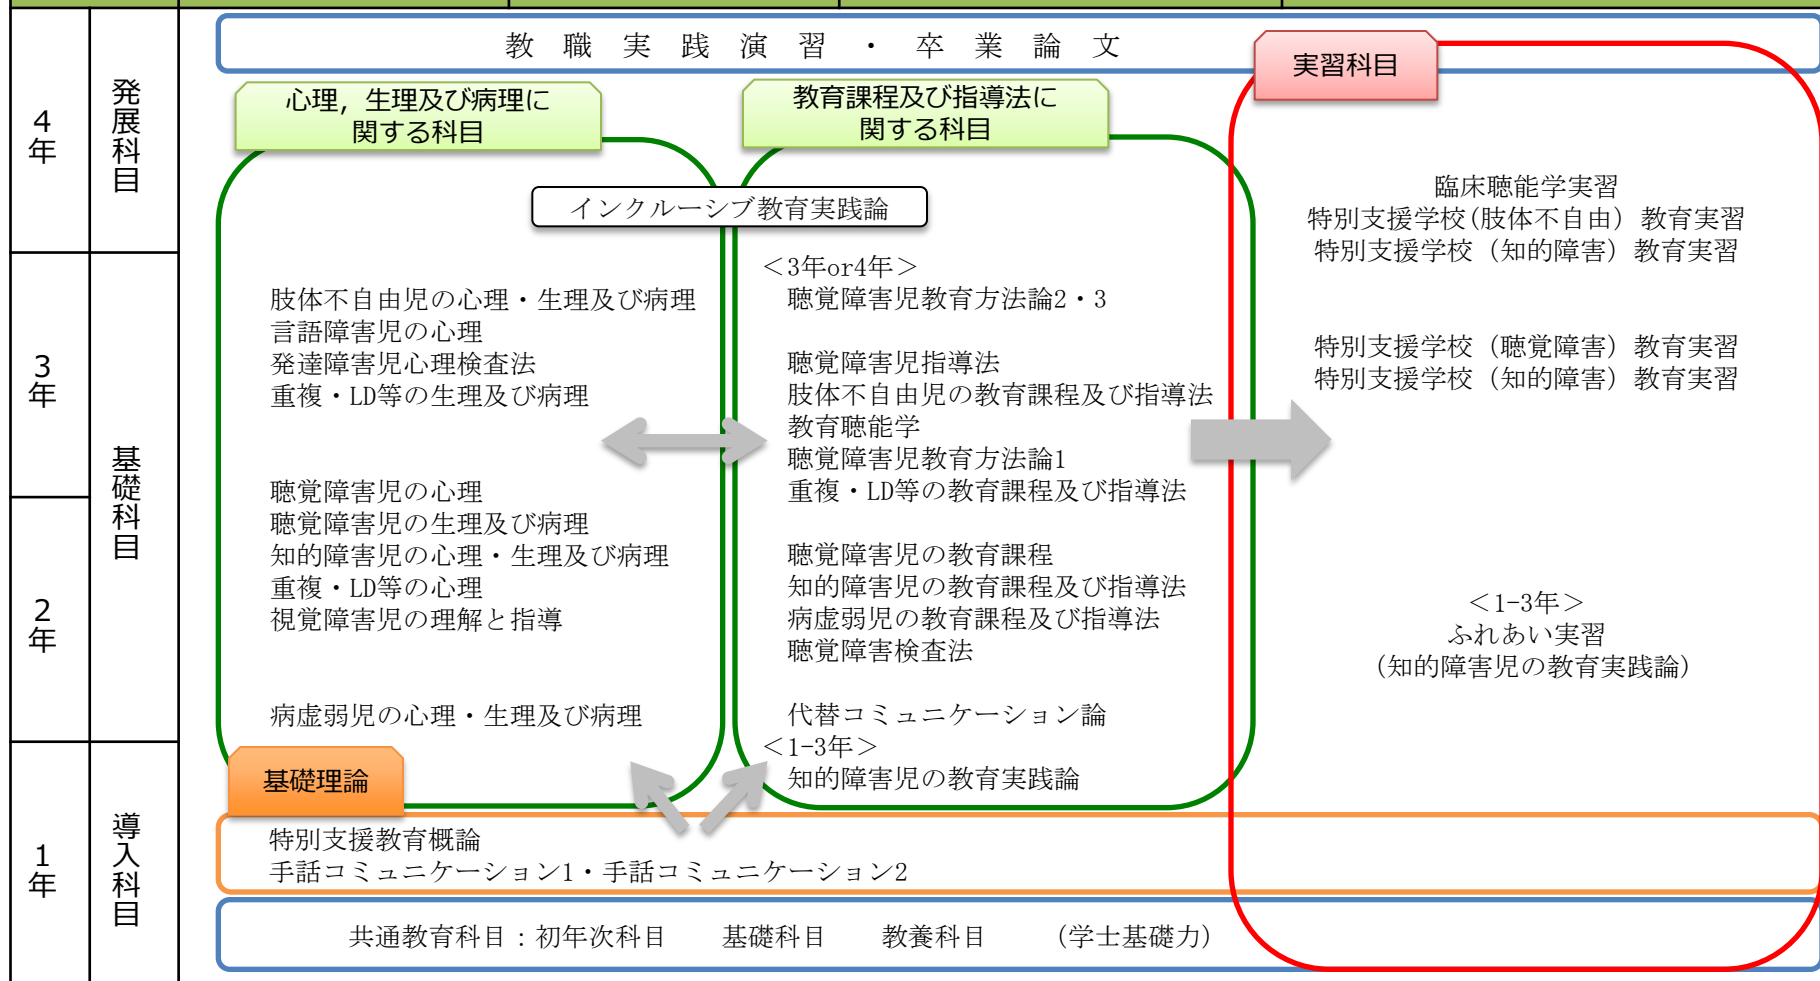 教職実践演習・卒業論文
実習科目
4年
発展科目
心理，生理及び病理に
関する科目
教育課程及び指導法に
関する科目
インクルーシブ教育実践論
臨床聴能学実習
特別支援学校(肢体不自由）教育実習
特別支援学校（知的障害）教育実習
3年
基礎科目
肢体不自由児の心理・生理及び病理
言語障害児の心理
発達障害児心理検査法
重複・LD等の生理及び病理
＜3年or4年＞
聴覚障害児教育方法論2・3
聴覚障害児指導法
肢体不自由児の教育課程及び指導法
教育聴能学
聴覚障害児教育方法論1
重複・LD等の教育課程及び指導法
特別支援学校（聴覚障害）教育実習
特別支援学校（知的障害）教育実習
2年
聴覚障害児の心理
聴覚障害児の生理及び病理
知的障害児の心理・生理及び病理
重複・LD等の心理
視覚障害児の理解と指導
病虚弱児の心理・生理及び病理
聴覚障害児の教育課程
知的障害児の教育課程及び指導法
病虚弱児の教育課程及び指導法
聴覚障害検査法
代替コミュニケーション論
＜1-3年＞
知的障害児の教育実践論
＜1-3年＞
ふれあい実習
（知的障害児の教育実践論）
1年
導入科目
基礎理論
特別支援教育概論
手話コミュニケーション1・手話コミュニケーション2
共通教育科目：初年次科目　基礎科目　教養科目　（学士基礎力）